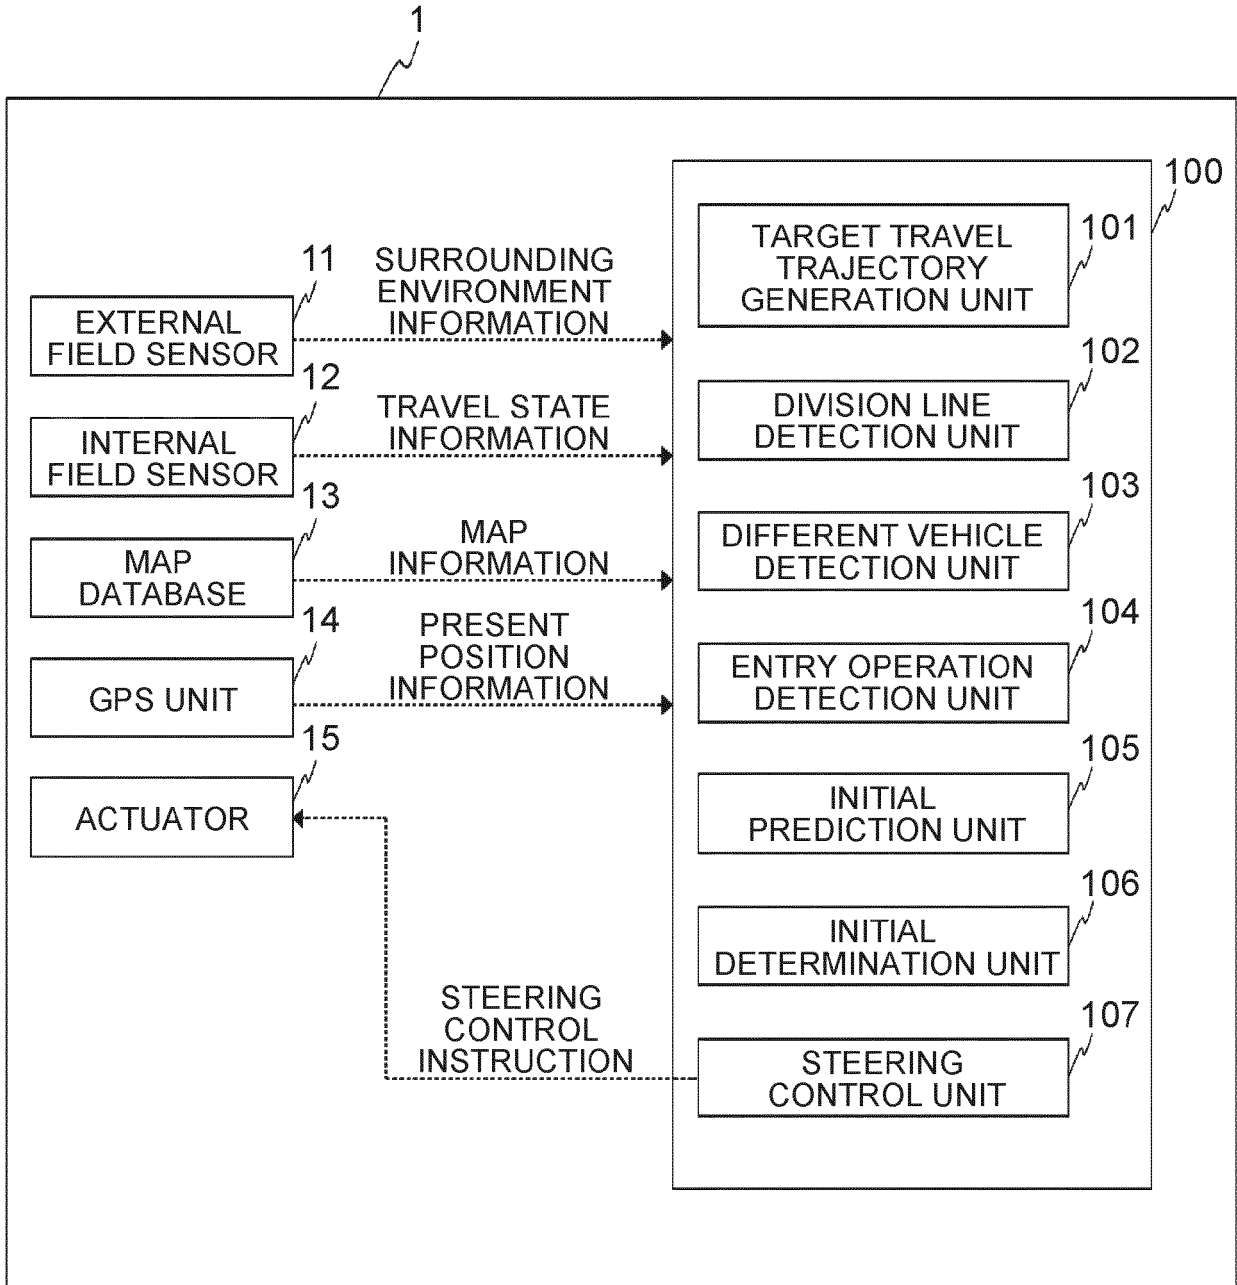 1
100
TARGET TRAVEL
TRAJECTORY
GENERATION UNIT
101
11
SURROUNDING
ENVIRONMENT
INFORMATION
EXTERNAL
FIELD SENSOR
102
DIVISION LINE
DETECTION UNIT
12
TRAVEL STATE
INFORMATION
INTERNAL
FIELD SENSOR
103
DIFFERENT VEHICLE
DETECTION UNIT
13
MAP
INFORMATION
MAP
DATABASE
104
ENTRY OPERATION
DETECTION UNIT
14
PRESENT
POSITION
INFORMATION
GPS UNIT
105
INITIAL
PREDICTION UNIT
15
ACTUATOR
106
INITIAL
DETERMINATION UNIT
STEERING
CONTROL
INSTRUCTION
107
STEERING
CONTROL UNIT